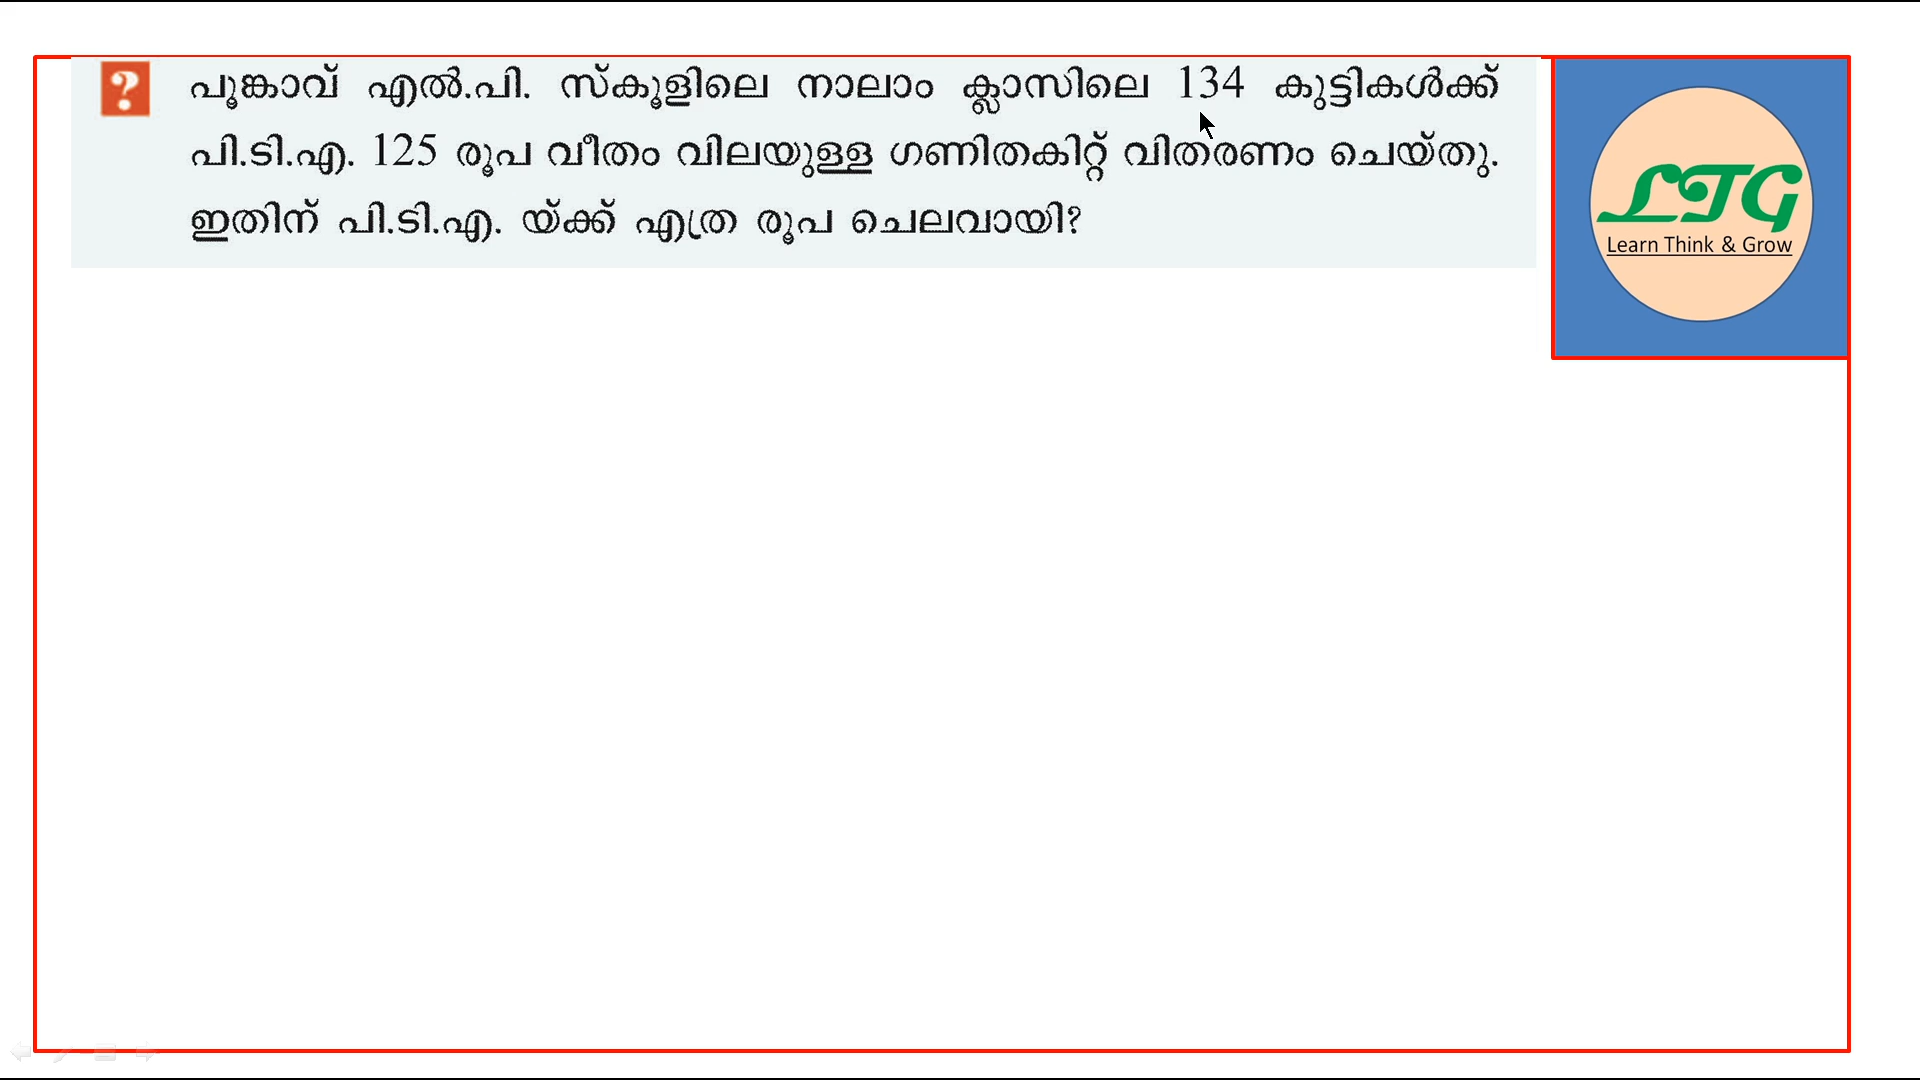 ?
പൂങ്കാവ് എൽ.പി. സ്കൂളിലെ നാലാം ക്ലാസിലെ 134 കുട്ടികൾക്ക്
പി.ടി.എ. 125 രൂപ വീതം വിലയുള്ള ഗണിതകിറ്റ് വിതരണം ചെയ്തു.
ഇതിന് പി.ടി.എ. യ്ക്ക് എത്ര രൂപ ചെലവായി?
LTG
Learn Think & Grow